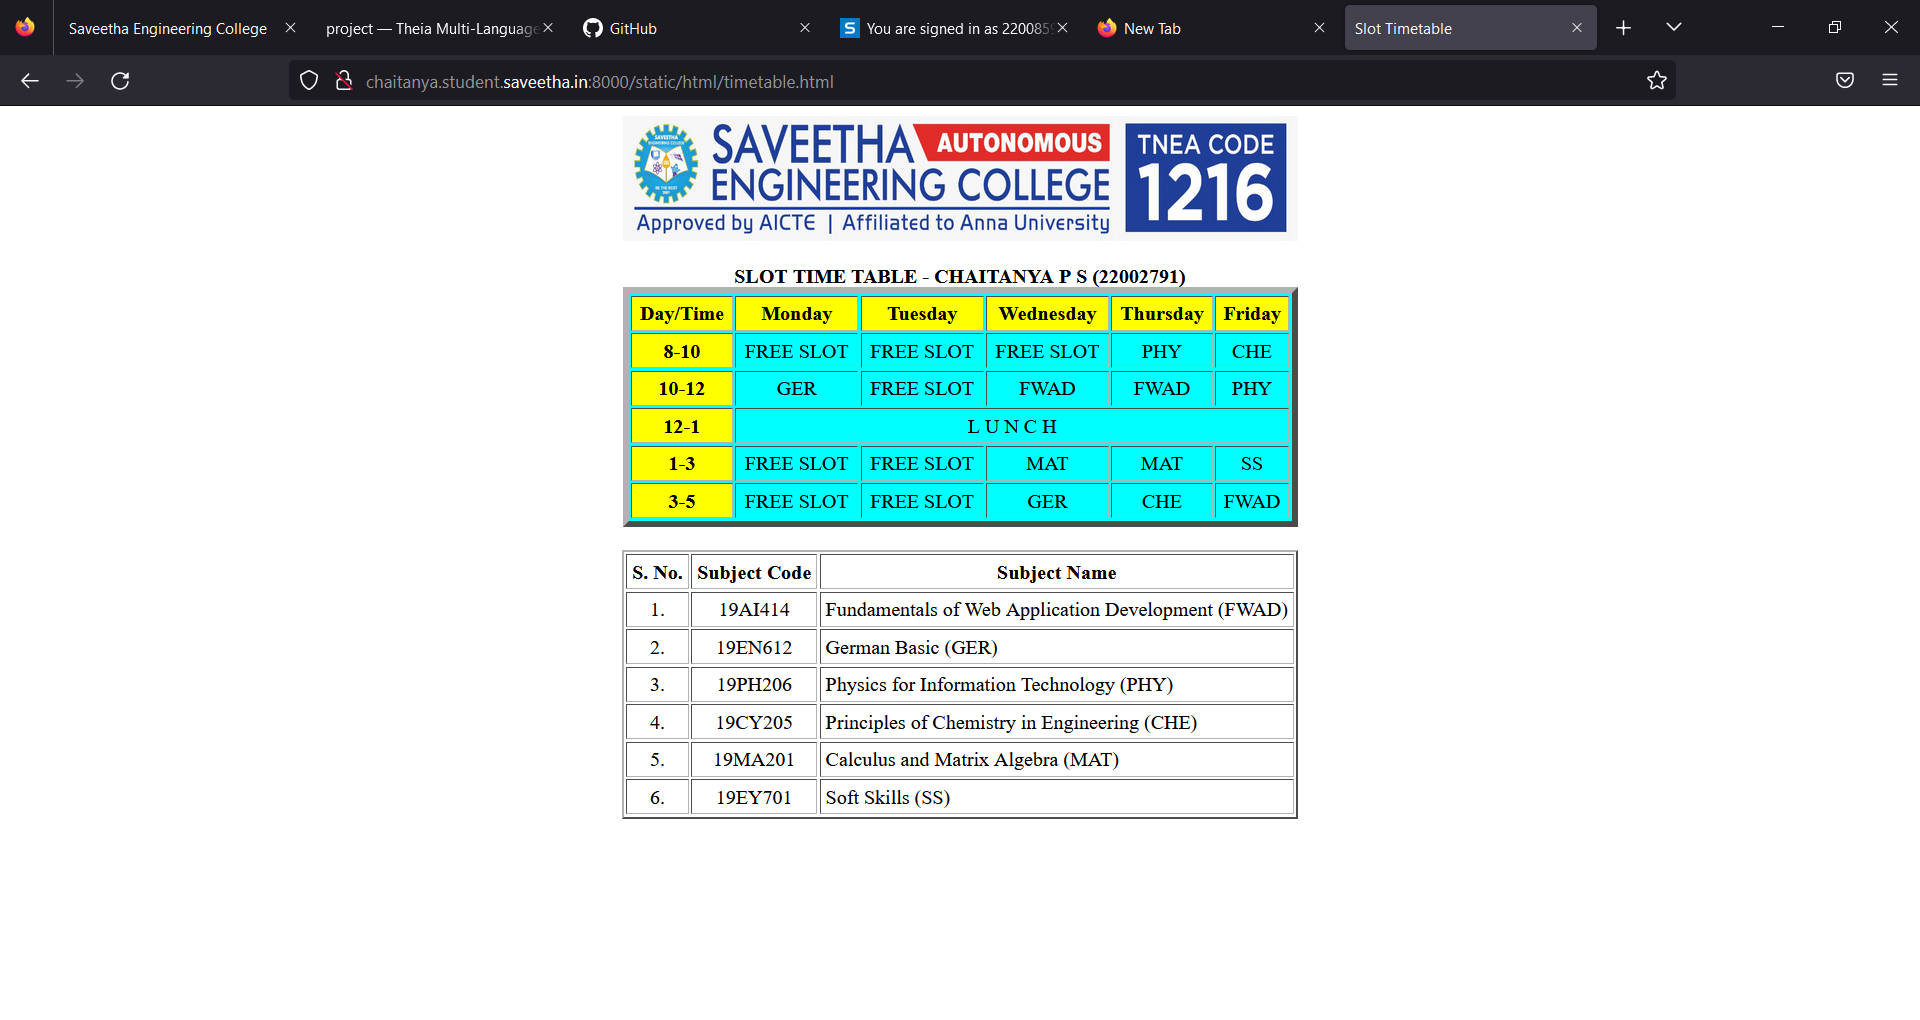 Saveetha Engineering College
project — Theia Multi-Language
GitHub
You are signed in as 220085
New Tab
Slot Timetable
chaitanya.student.saveetha.in:8000/static/html/timetable.html
SAVEETHA AUTONOMOUS
ENGINEERING COLLEGE
Approved by AICTE | Affiliated to Anna University
TNEA CODE
1216
SAVEETHA
BE THE BEST
SLOT TIME TABLE - CHAITANYA P S (22002791)
Day/Time Monday Tuesday Wednesday Thursday Friday
8-10 FREE SLOT FREE SLOT FREE SLOT PHY CHE
10-12 GER FREE SLOT FWAD FWAD PHY
12-1 L U N C H
1-3 FREE SLOT FREE SLOT MAT MAT SS
3-5 FREE SLOT FREE SLOT GER CHE FWAD
S. No. Subject Code Subject Name
1. 19AI414 Fundamentals of Web Application Development (FWAD)
2. 19EN612 German Basic (GER)
3. 19PH206 Physics for Information Technology (PHY)
4. 19CY205 Principles of Chemistry in Engineering (CHE)
5. 19MA201 Calculus and Matrix Algebra (MAT)
6. 19EY701 Soft Skills (SS)